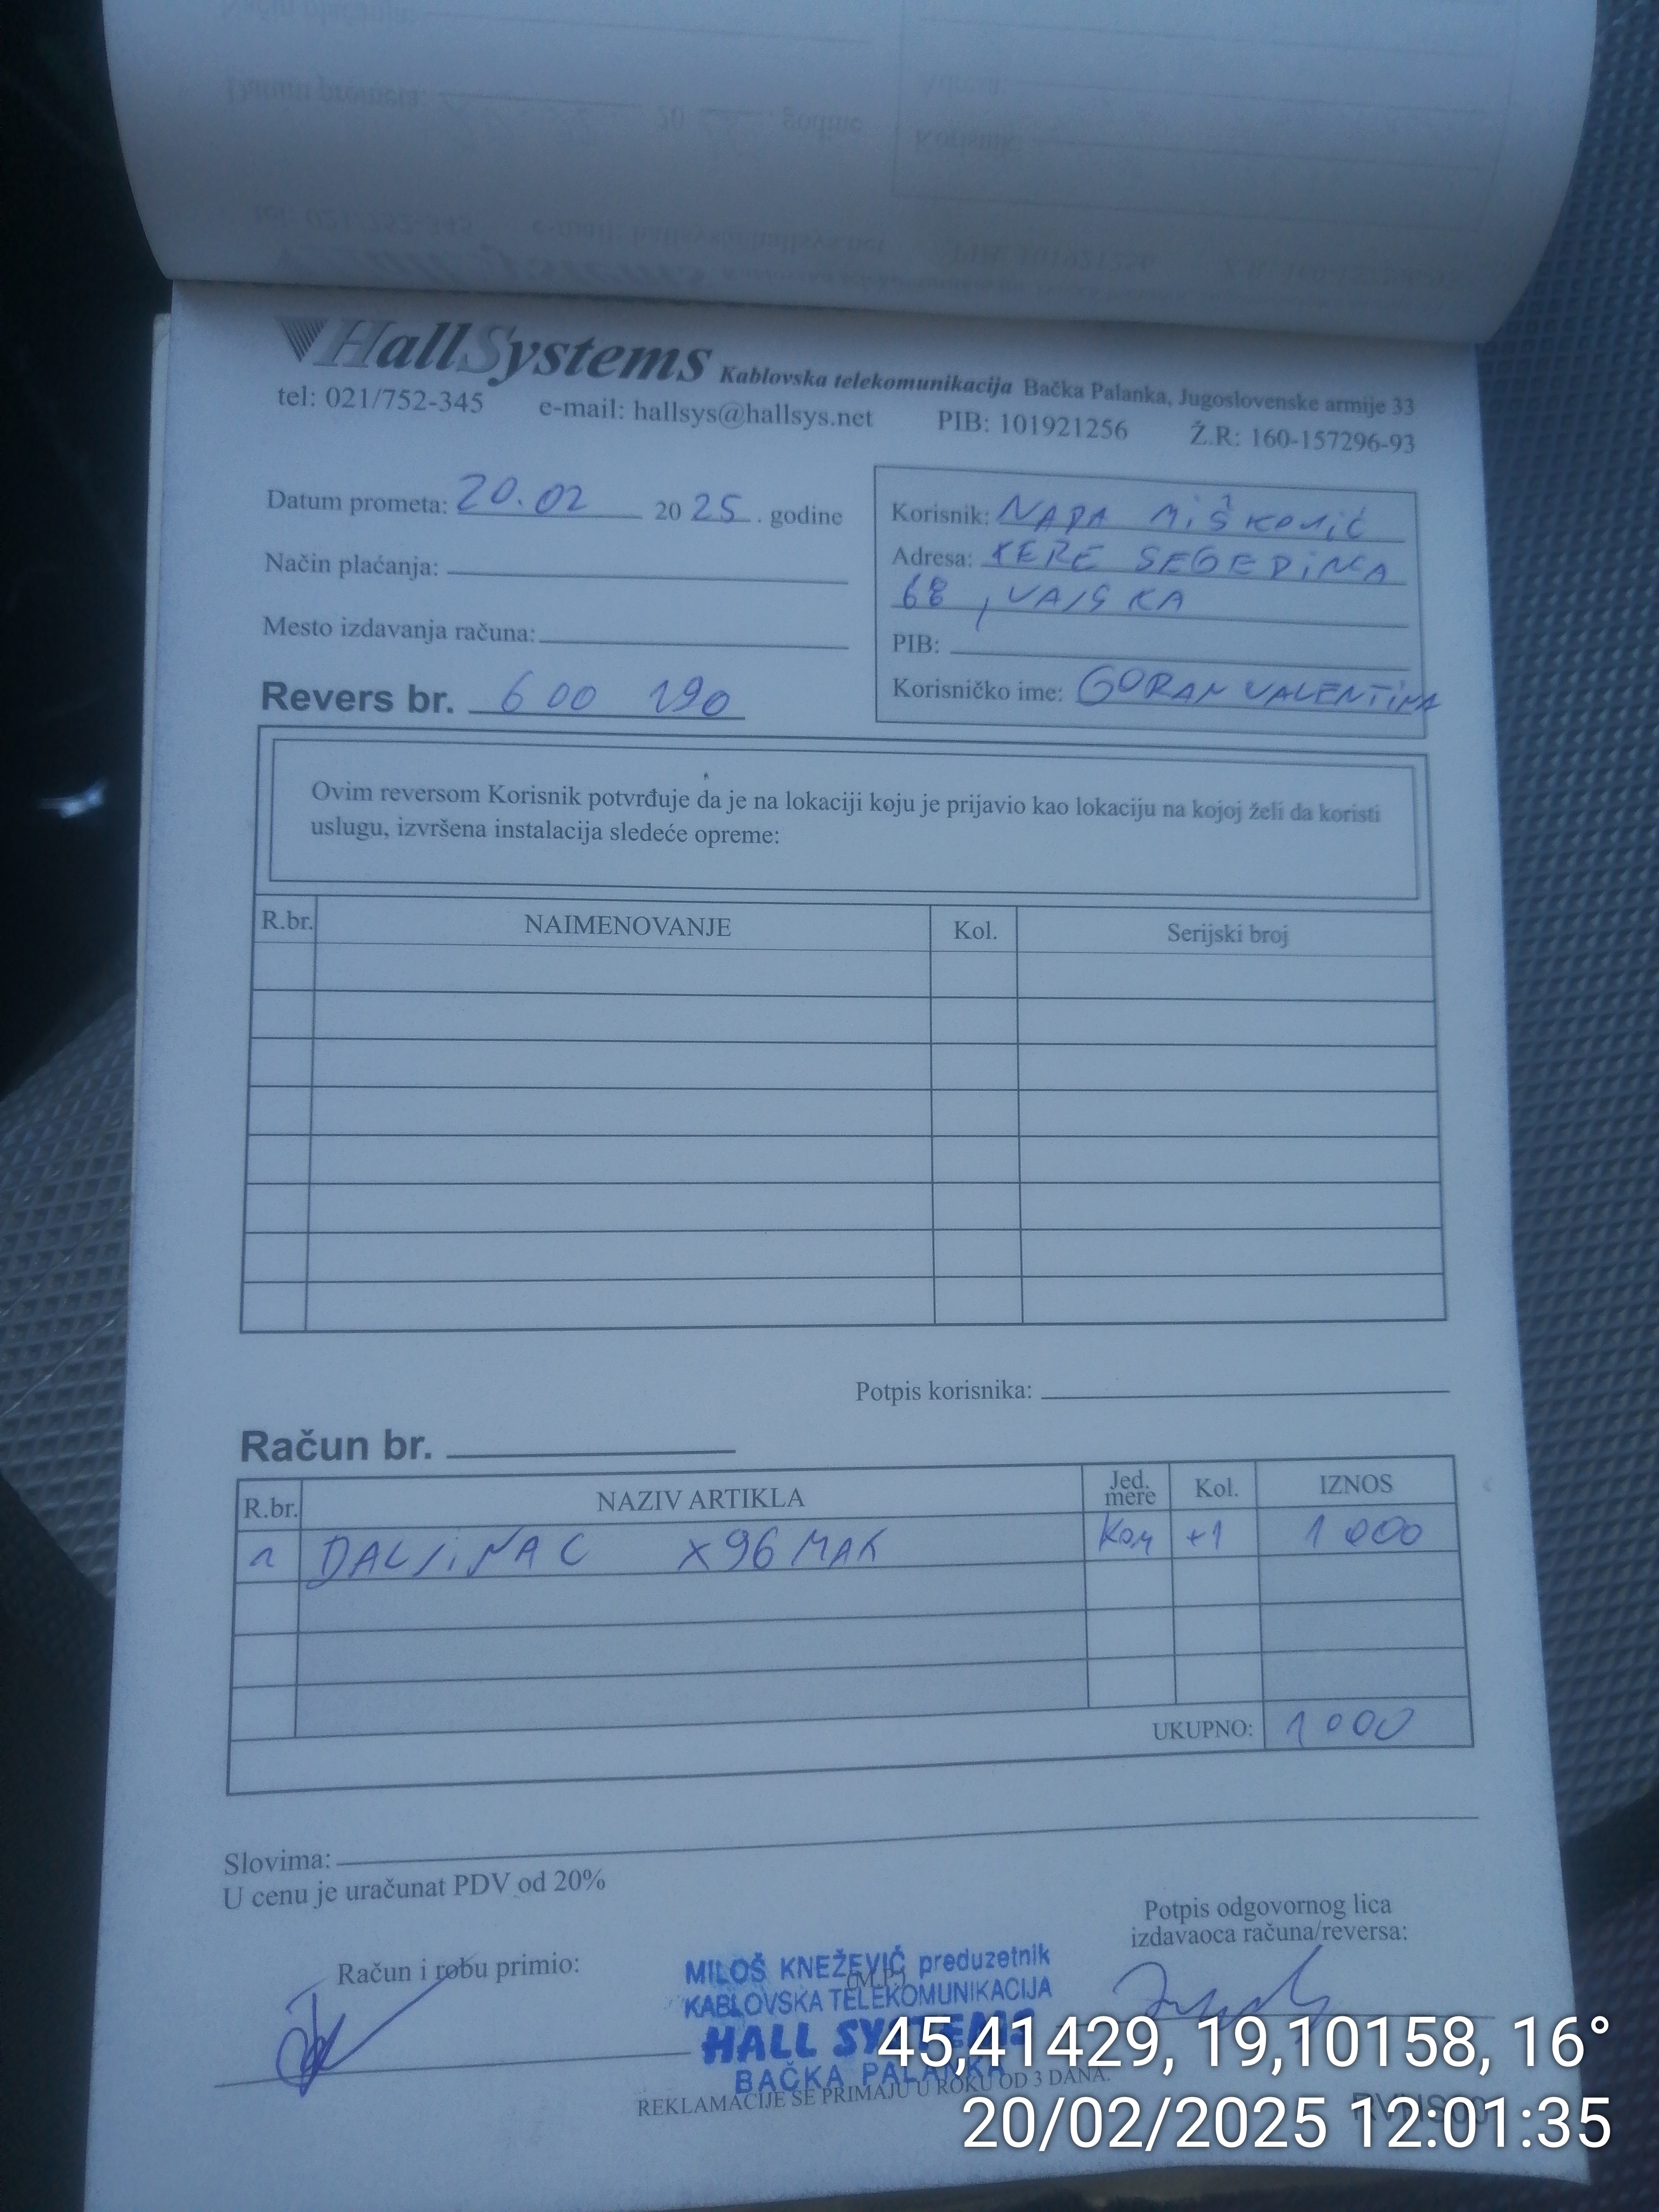 HallSystems Kablovska telekomunikacija Bačka Palanka, Jugoslovenske armije 33
tel: 021/752-345 e-mail: hallsys@hallsys.net PIB: 101921256 Ž.R: 160-157296-93
Datum prometa: 20.02 2025. godine
Način plaćanja:
Mesto izdavanja računa:
Revers br. 600 190
Korisnik: NADA MIŠKOVIĆ
Adresa: PERE SEGEDINCA
68, VAJSKA
PIB:
Korisničko ime: GORAN VALENTINA
Ovim reversom Korisnik potvrđuje da je na lokaciji koju je prijavio kao lokaciju na kojoj želi da koristi
uslugu, izvršena instalacija sledeće opreme:
R.br. NAIMENOVANJE Kol. Serijski broj
Potpis korisnika:
Račun br.
R.br. NAZIV ARTIKLA Jed. mere Kol. IZNOS
1 DALJINAC X96 MAK KOM +1 1000
UKUPNO: 1000
Slovima:
U cenu je uračunat PDV od 20%
Račun i robu primio:
(M.P.)
Potpis odgovornog lica
izdavaoca računa/reversa:
MILOŠ KNEŽEVIĆ preduzetnik
KABLOVSKA TELEKOMUNIKACIJA
HALL SYSTEMS
BAČKA PALANKA
REKLAMACIJE SE PRIMAJU U ROKU OD 3 DANA.
45,41429, 19,10158, 16°
20/02/2025 12:01:35